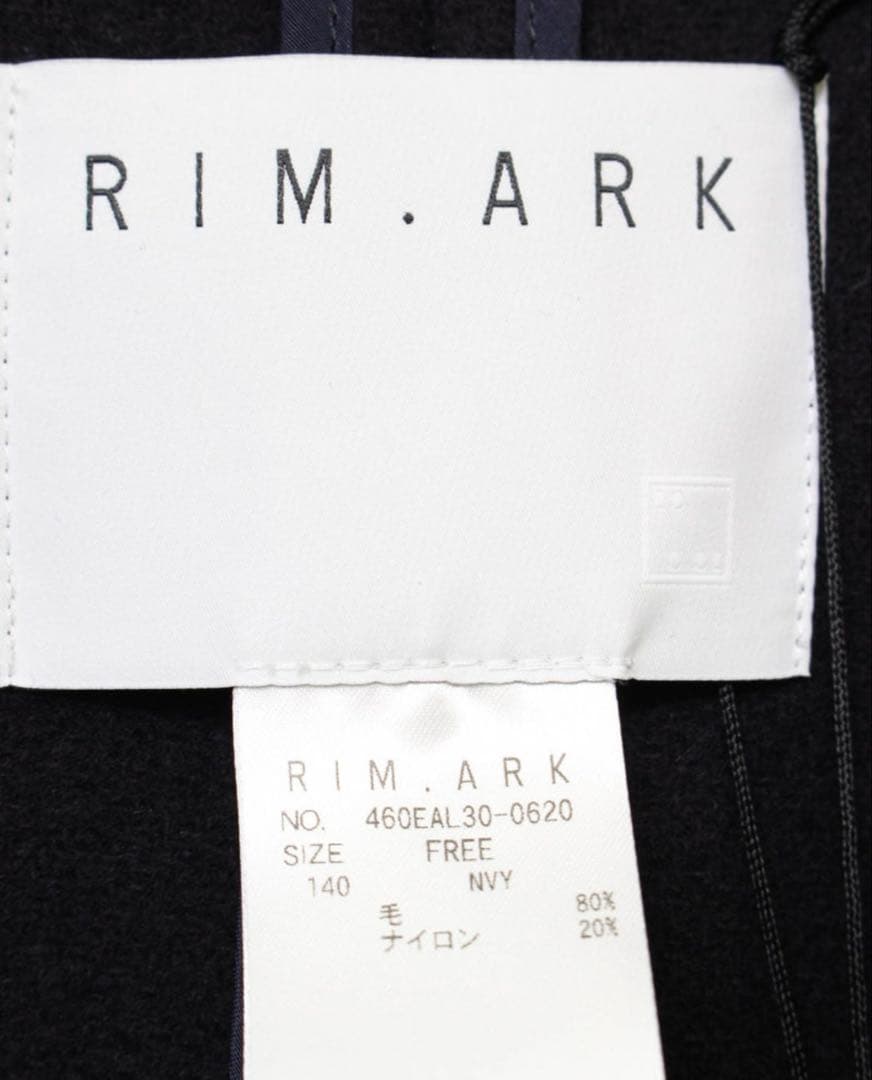 RIM.ARK
RIM.ARK
NO. 460EAL30-0620
SIZE FREE
140 NVY
毛 80%
ナイロン 20%